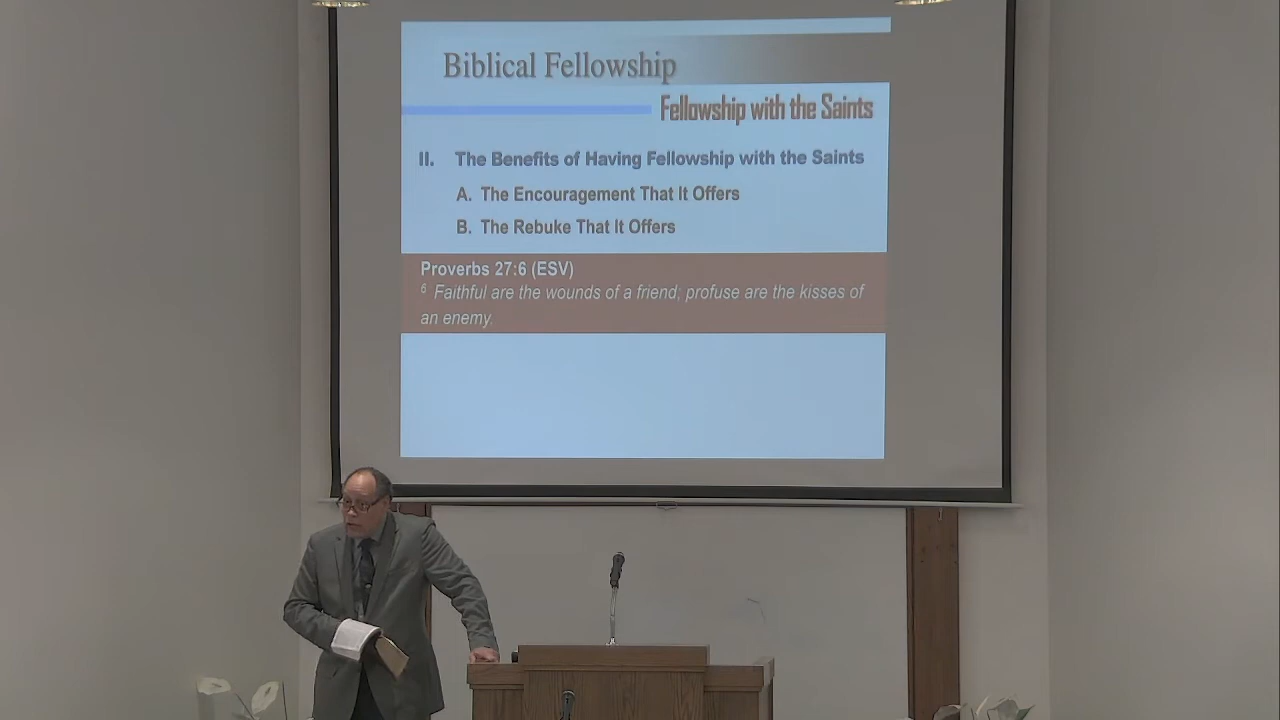 Biblical Fellowship
Fellowship with the Saints
II. The Benefits of Having Fellowship with the Saints
A. The Encouragement That It Offers
B. The Rebuke That It Offers
Proverbs 27:6 (ESV)
6 Faithful are the wounds of a friend; profuse are the kisses of
an enemy.